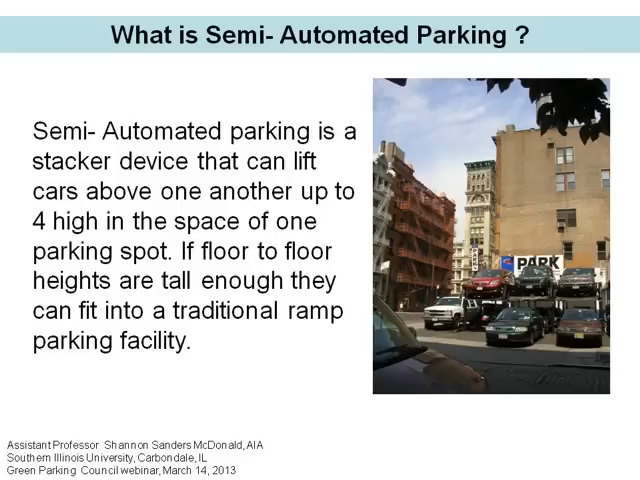 What is Semi- Automated Parking ?
Semi- Automated parking is a
stacker device that can lift
cars above one another up to
4 high in the space of one
parking spot. If floor to floor
heights are tall enough they
can fit into a traditional ramp
parking facility.
PARK
PARK
Assistant Professor Shannon Sanders McDonald, AIA
Southern Illinois University, Carbondale, IL
Green Parking Council webinar, March 14, 2013